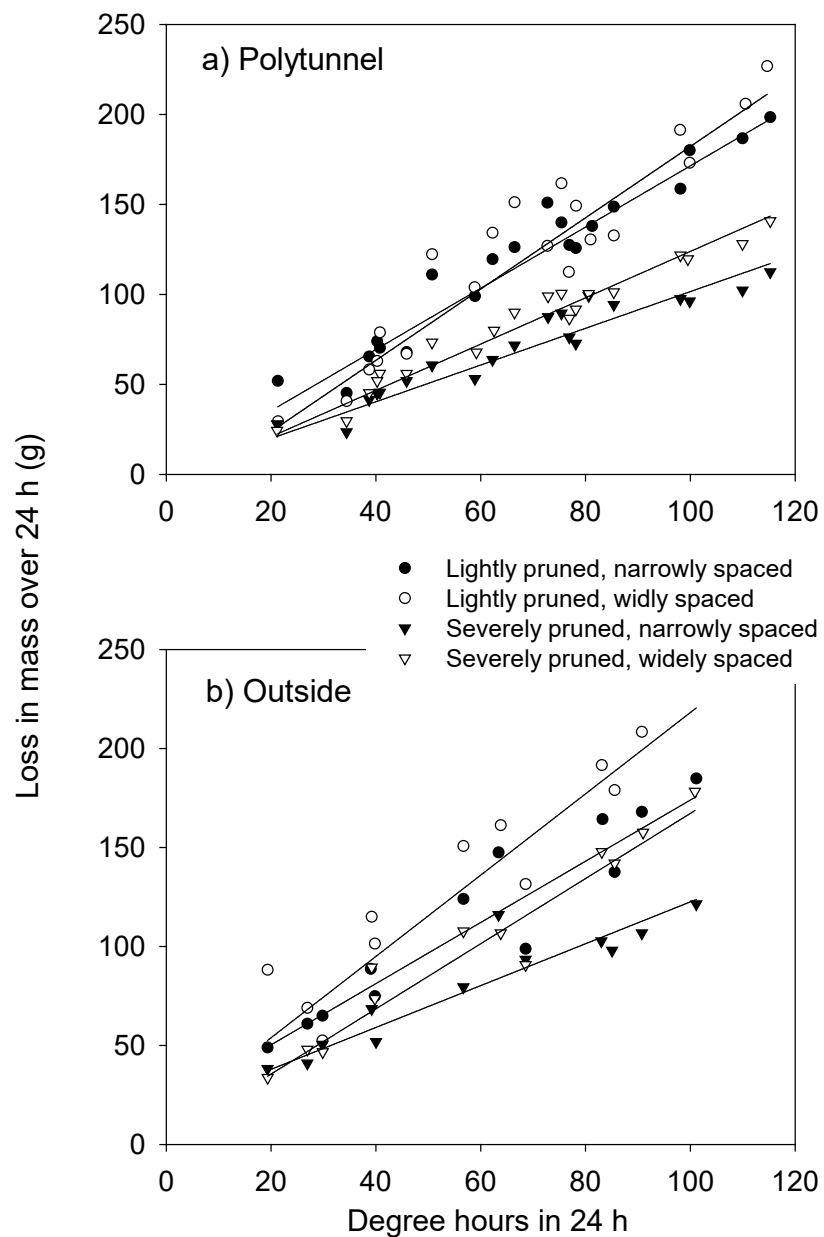 250
a) Polytunnel
200
150
100
50
0
0 20 40 60 80 100 120
Loss in mass over 24 h (g)
Lightly pruned, narrowly spaced
Lightly pruned, widly spaced
Severely pruned, narrowly spaced
Severely pruned, widely spaced
250
b) Outside
200
150
100
50
0
0 20 40 60 80 100 120
Degree hours in 24 h